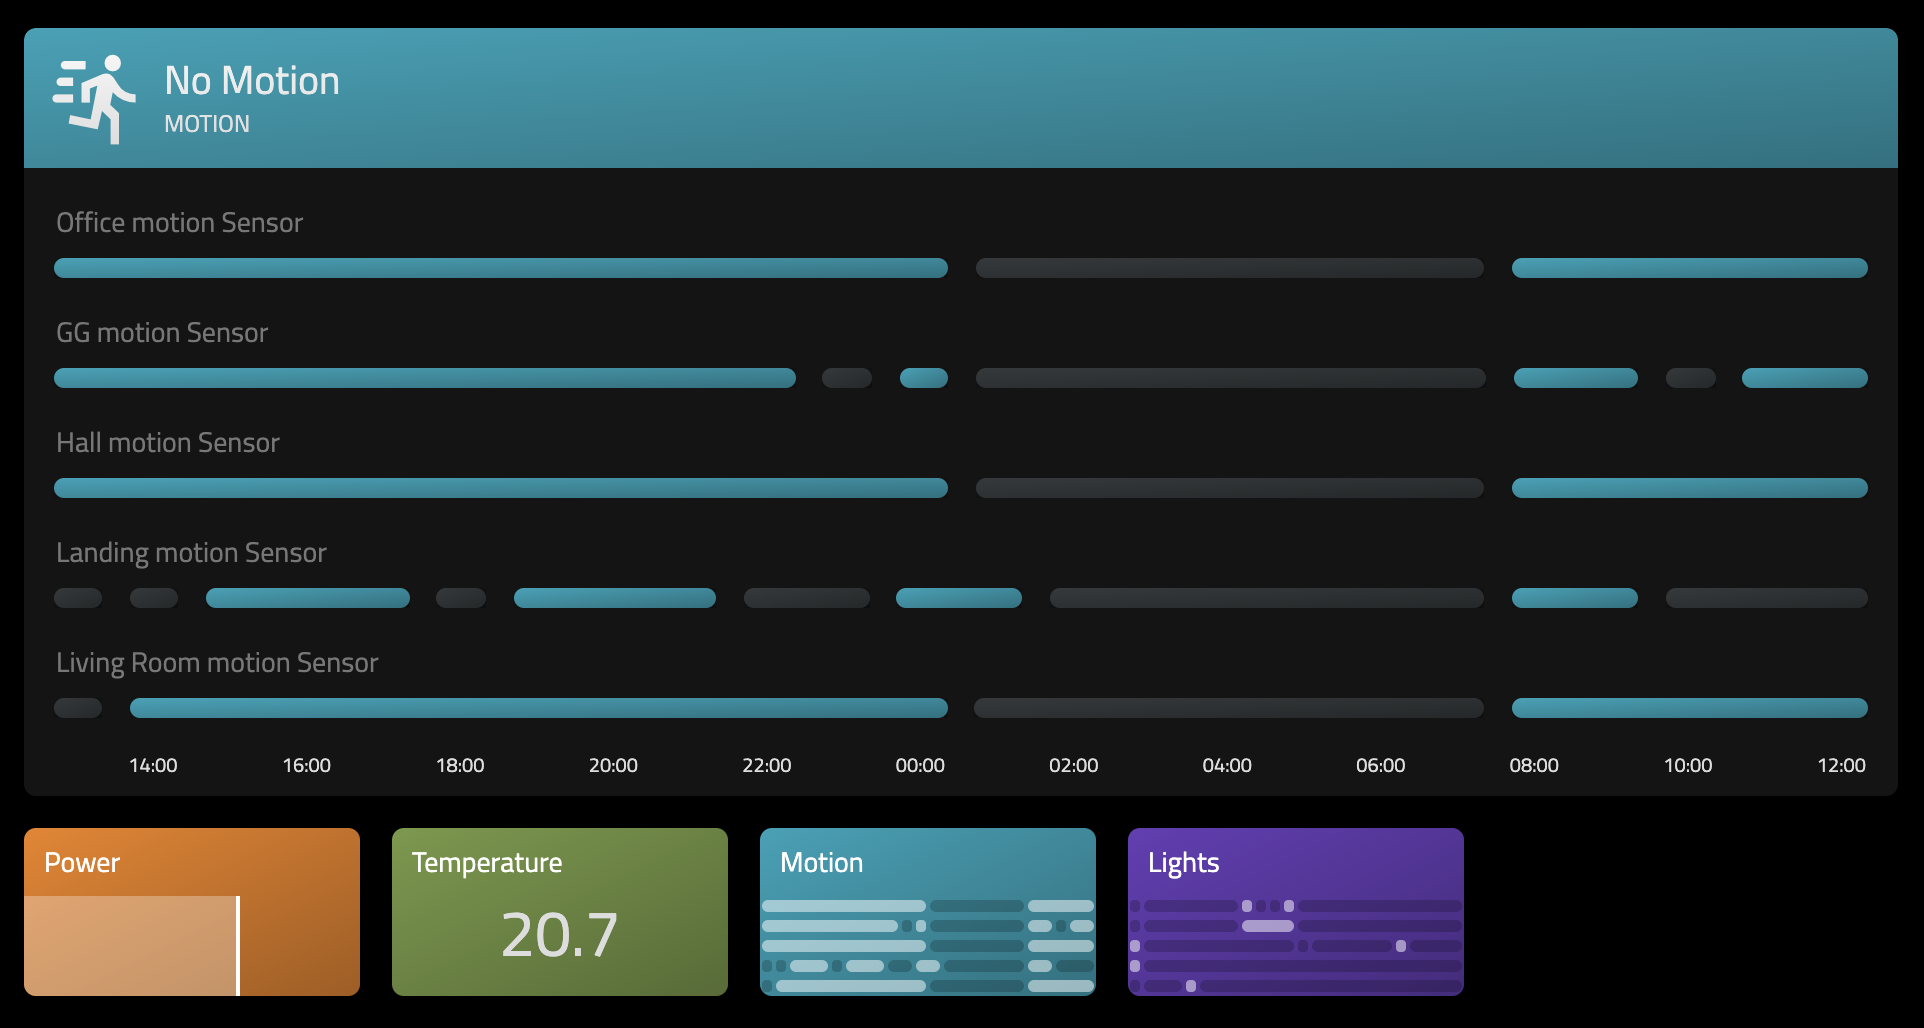 No Motion
MOTION
Office motion Sensor
GG motion Sensor
Hall motion Sensor
Landing motion Sensor
Living Room motion Sensor
14:00 16:00 18:00 20:00 22:00 00:00 02:00 04:00 06:00 08:00 10:00 12:00
Power
Temperature
20.7
Motion
Lights